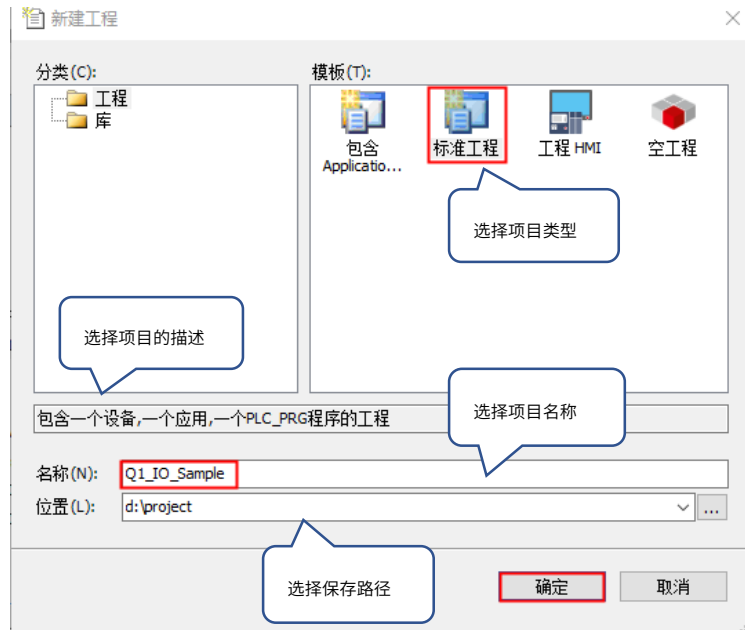 新建工程
分类(C):
模板(T):
工程
库
包含
Applicatio...
标准工程
工程 HMI
空工程
选择项目类型
选择项目的描述
选择项目名称
包含一个设备,一个应用,一个PLC_PRG程序的工程
名称(N):
Q1_IO_Sample
位置(L):
d:\project
...
选择保存路径
确定
取消